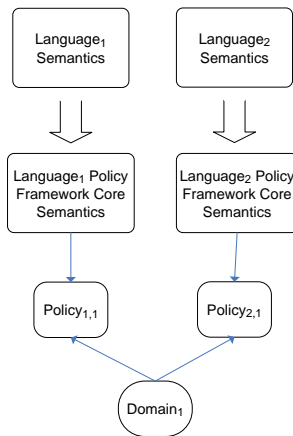 Language₁
Semantics
Language₂
Semantics
Language₁ Policy
Framework Core
Semantics
Language₂ Policy
Framework Core
Semantics
Policy₁,₁
Policy₂,₁
Domain₁